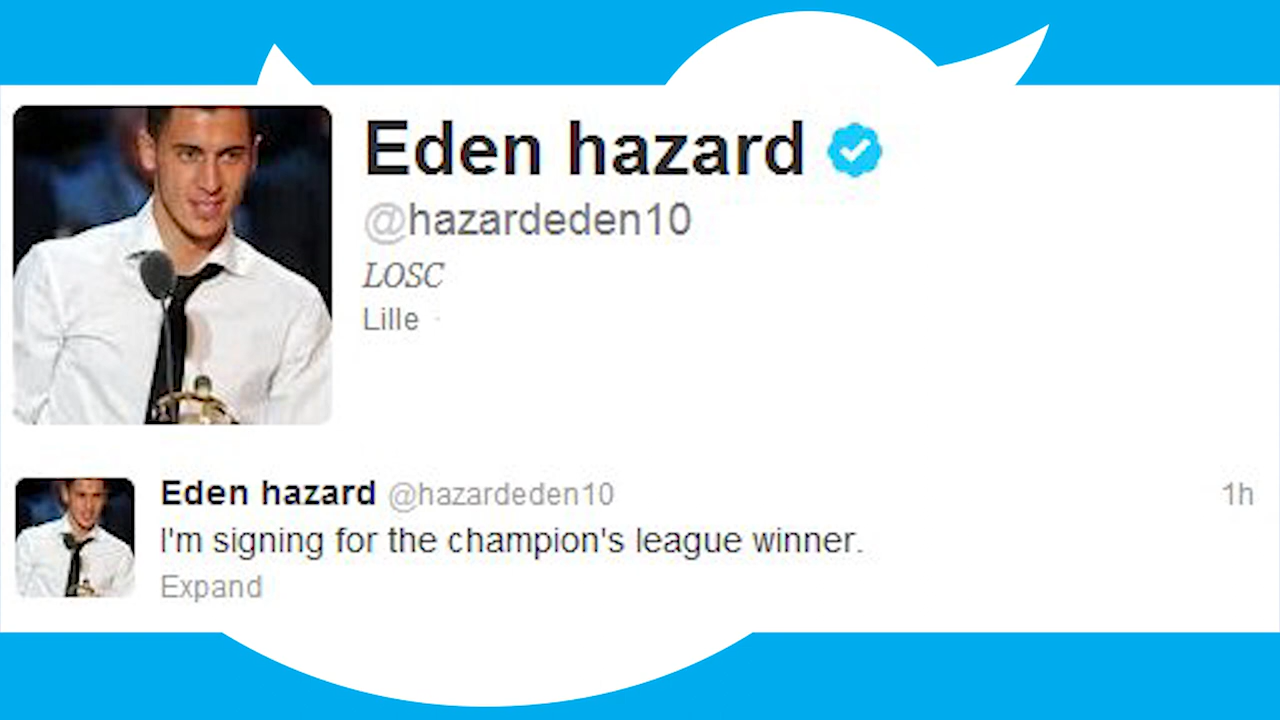 Eden hazard
@hazardeden10
LOSC
Lille
Eden hazard @hazardeden10 1h
I'm signing for the champion's league winner.
Expand